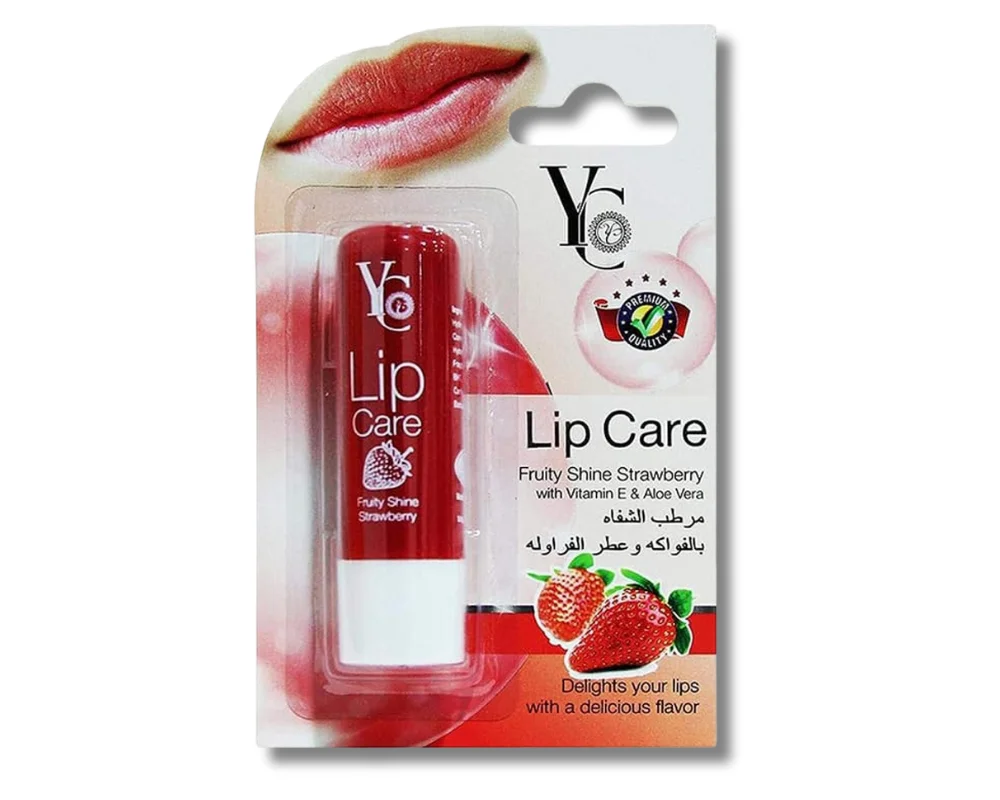 YC
PREMIUM
QUALITY
Lip Care
Fruity Shine Strawberry
with Vitamin E & Aloe Vera
مرطب الشفاه
بالفواكه وعطر الفراوله
Delights your lips
with a delicious flavor
YC
Lip
Care
Fruity Shine
Strawberry